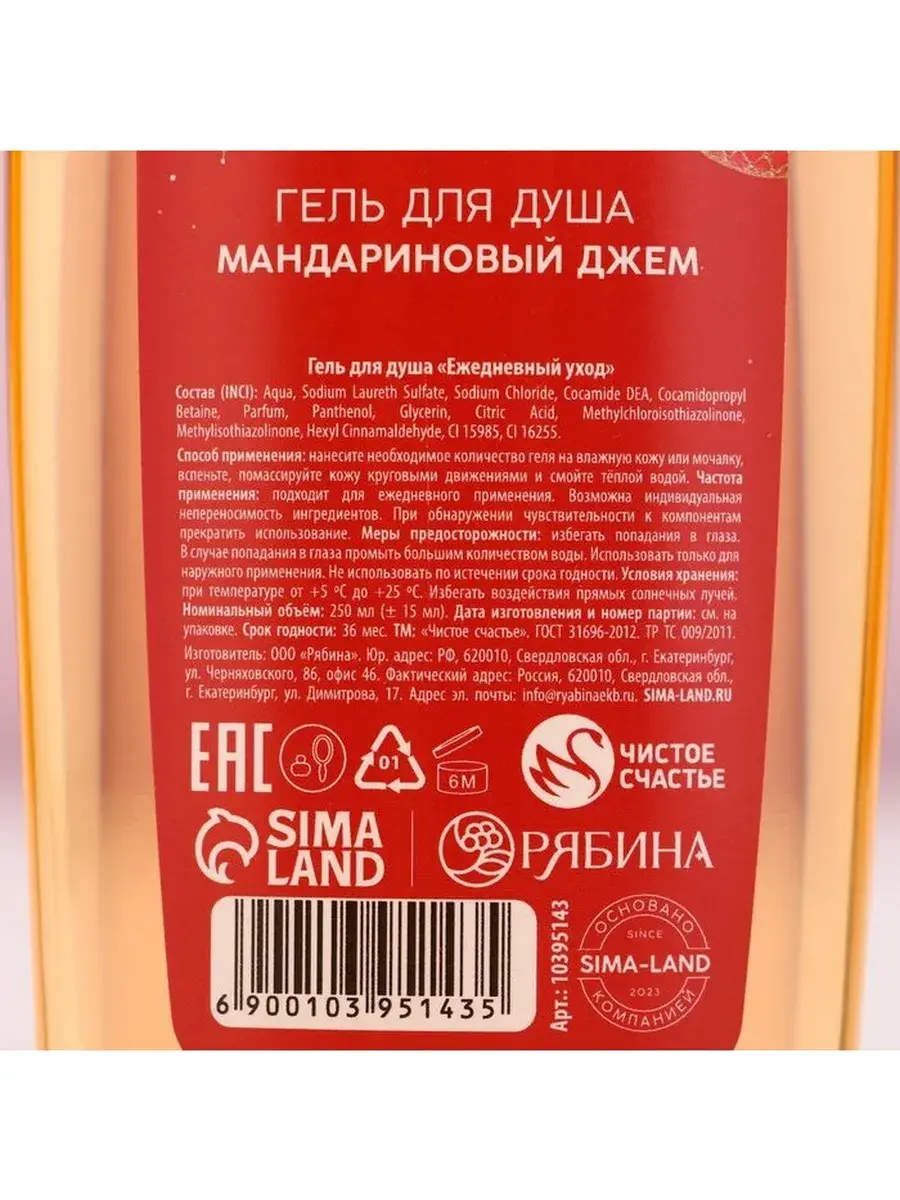 ГЕЛЬ ДЛЯ ДУША
МАНДАРИНОВЫЙ ДЖЕМ
Гель для душа «Ежедневный уход»
Состав (INCI): Aqua, Sodium Laureth Sulfate, Sodium Chloride, Cocamide DEA, Cocamidopropyl
Betaine, Parfum, Panthenol, Glycerin, Citric Acid, Methylchloroisothiazolinone,
Methylisothiazolinone, Hexyl Cinnamaldehyde, CI 15985, CI 16255.
Способ применения: нанесите необходимое количество геля на влажную кожу или мочалку,
вспеньте, помассируйте кожу круговыми движениями и смойте тёплой водой. Частота
применения: подходит для ежедневного применения. Возможна индивидуальная
непереносимость ингредиентов. При обнаружении чувствительности к компонентам
прекратить использование. Меры предосторожности: избегать попадания в глаза.
В случае попадания в глаза промыть большим количеством воды. Использовать только для
наружного применения. Не использовать по истечении срока годности. Условия хранения:
при температуре от +5 °C до +25 °C. Избегать воздействия прямых солнечных лучей.
Номинальный объём: 250 мл (± 15 мл). Дата изготовления и номер партии: см. на
упаковке. Срок годности: 36 мес. ТМ: «Чистое счастье». ГОСТ 31696-2012. ТР ТС 009/2011.
Изготовитель: ООО «Рябина». Юр. адрес: РФ, 620010, Свердловская обл., г. Екатеринбург,
ул. Черняховского, 86, офис 46. Фактический адрес: Россия, 620010, Свердловская обл.,
г. Екатеринбург, ул. Димитрова, 17. Адрес эл. почты: info@ryabinaekb.ru. SIMA-LAND.RU
EAC
01
6M
ЧИСТОЕ
СЧАСТЬЕ
SIMA
LAND
РЯБИНА
6 900103 951435
Арт.: 10395143
ОСНОВАНО
SINCE
SIMA-LAND
2023
КОМПАНИЕЙ